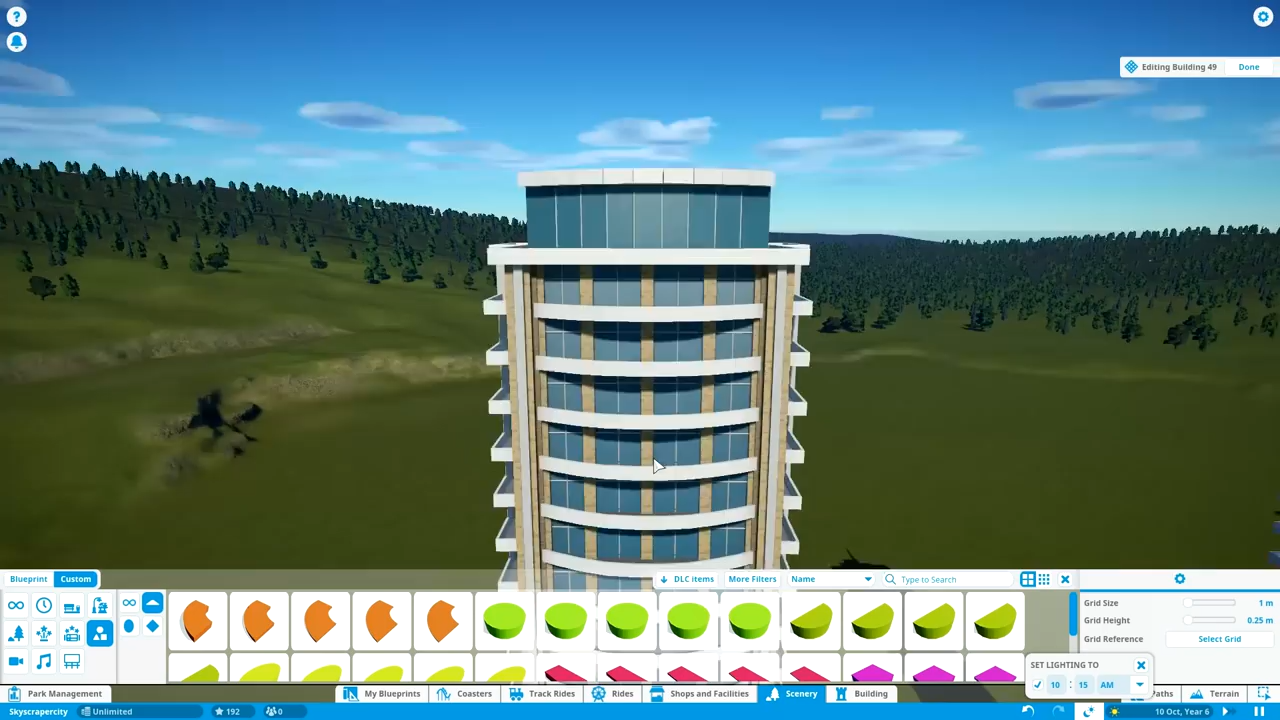 ?
Editing Building 49 Done
Blueprint Custom
DLC items More Filters Name Type to Search
Grid Size 1 m
Grid Height 0.25 m
Grid Reference Select Grid
SET LIGHTING TO
10 : 15 AM
Park Management My Blueprints Coasters Track Rides Rides Shops and Facilities Scenery Building Paths Terrain
Skyscrapercity Unlimited 192 0 10 Oct, Year 6